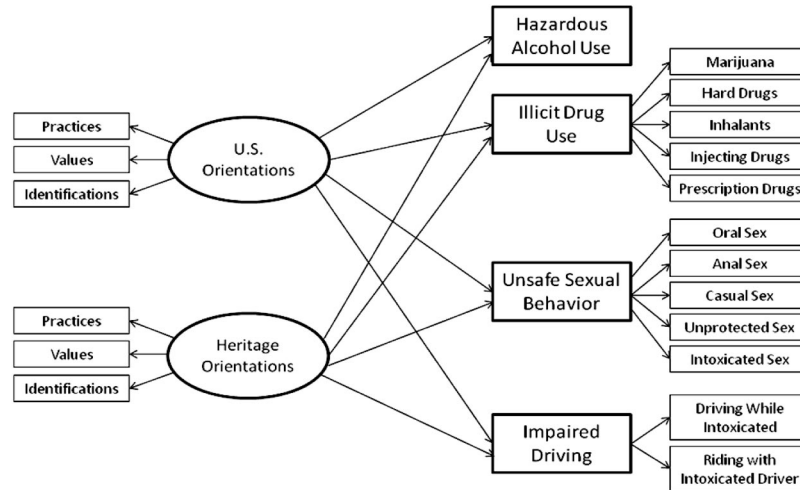 Practices
Values
Identifications
U.S.
Orientations
Practices
Values
Identifications
Heritage
Orientations
Hazardous
Alcohol Use
Illicit Drug
Use
Marijuana
Hard Drugs
Inhalants
Injecting Drugs
Prescription Drugs
Unsafe Sexual
Behavior
Oral Sex
Anal Sex
Casual Sex
Unprotected Sex
Intoxicated Sex
Impaired
Driving
Driving While
Intoxicated
Riding with
Intoxicated Driver